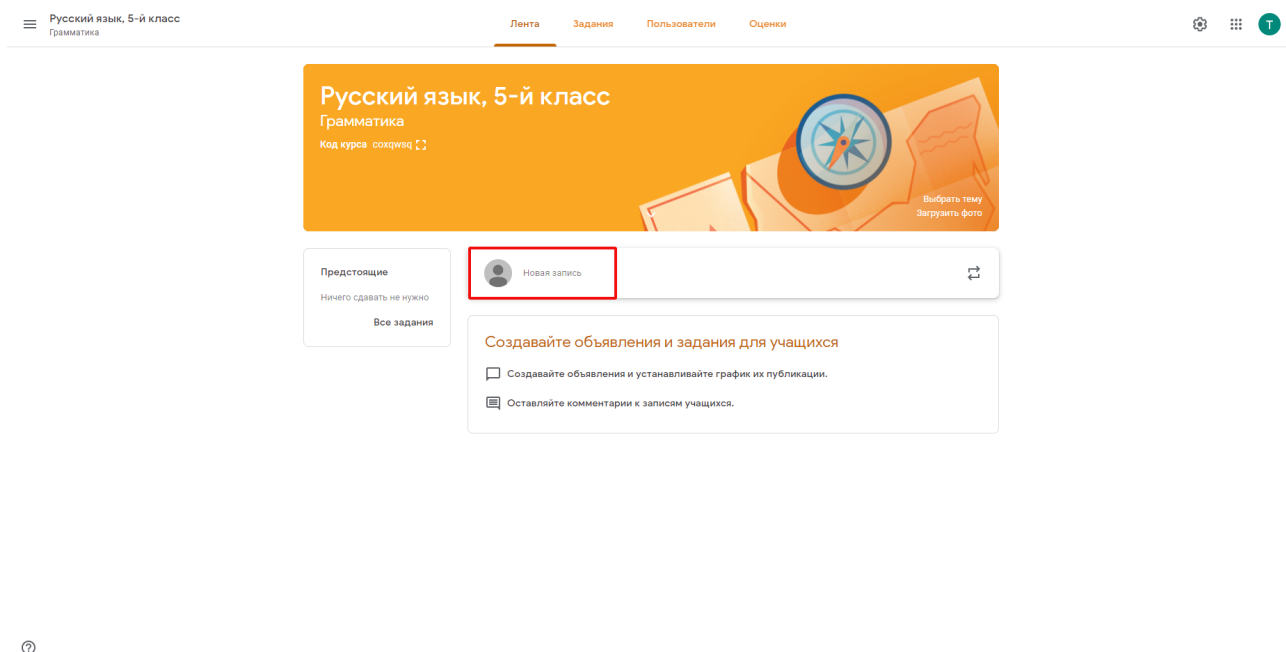 Русский язык, 5-й класс
Грамматика
Лента Задания Пользователи Оценки
T
Русский язык, 5-й класс
Грамматика
Код курса coxqwsq
Выбрать тему
Загрузить фото
Предстоящие
Ничего сдавать не нужно
Все задания
Новая запись
Создавайте объявления и задания для учащихся
Создавайте объявления и устанавливайте график их публикации.
Оставляйте комментарии к записям учащихся.